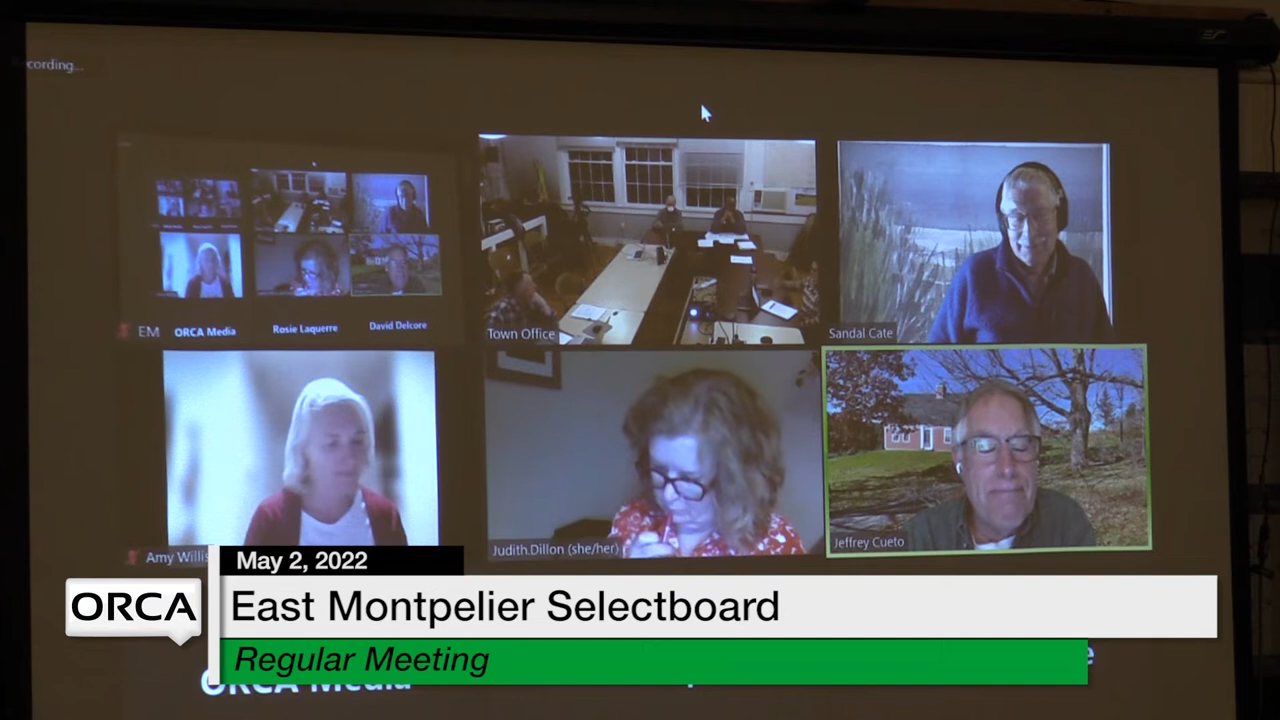 cording...
EM
ORCA Media
Rosie Laquerre
David Delcore
Town Office
Sandal Cate
Amy Willis
Judith.Dillon (she/her)
Jeffrey Cueto
May 2, 2022
ORCA
East Montpelier Selectboard
Regular Meeting
ORCA Media